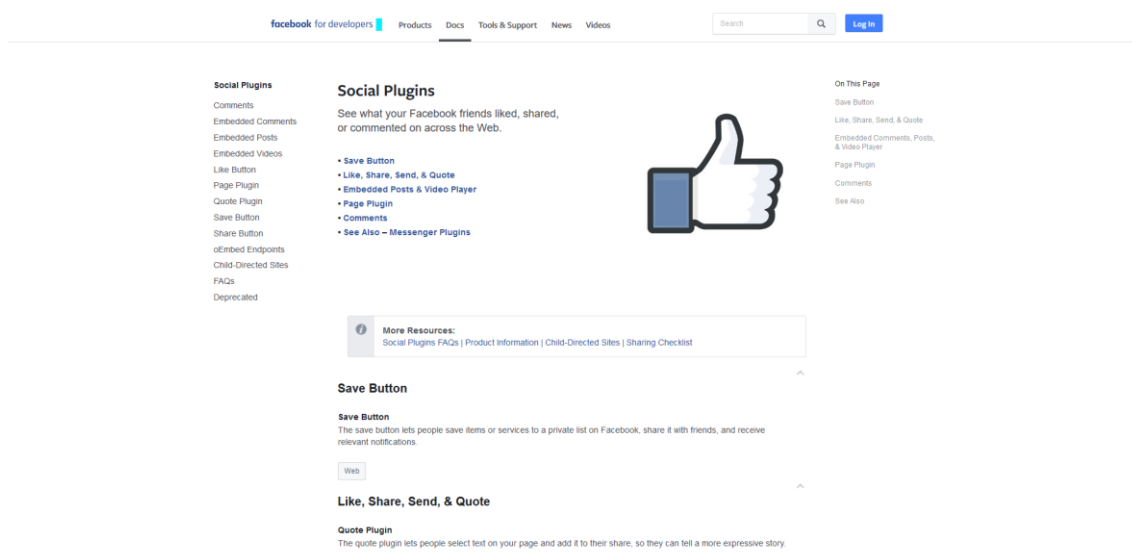 facebook for developers
Products
Docs
Tools & Support
News
Videos
Search
Log In
Social Plugins
Comments
Embedded Comments
Embedded Posts
Embedded Videos
Like Button
Page Plugin
Quote Plugin
Save Button
Share Button
oEmbed Endpoints
Child-Directed Sites
FAQs
Deprecated
Social Plugins
See what your Facebook friends liked, shared,
or commented on across the Web.
• Save Button
• Like, Share, Send, & Quote
• Embedded Posts & Video Player
• Page Plugin
• Comments
• See Also – Messenger Plugins
On This Page
Save Button
Like, Share, Send, & Quote
Embedded Comments, Posts,
& Video Player
Page Plugin
Comments
See Also
More Resources:
Social Plugins FAQs | Product Information | Child-Directed Sites | Sharing Checklist
Save Button
Save Button
The save button lets people save items or services to a private list on Facebook, share it with friends, and receive
relevant notifications.
Web
Like, Share, Send, & Quote
Quote Plugin
The quote plugin lets people select text on your page and add it to their share, so they can tell a more expressive story.